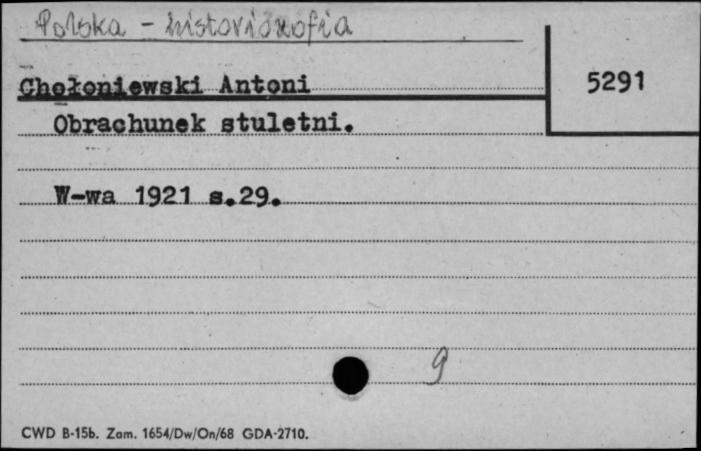 Polska - historiozofia
Chołoniewski Antoni
5291
Obrachunek stuletni.
W-wa 1921 s.29.
9
CWD B-15b. Zam. 1654/Dw/On/68 GDA-2710.